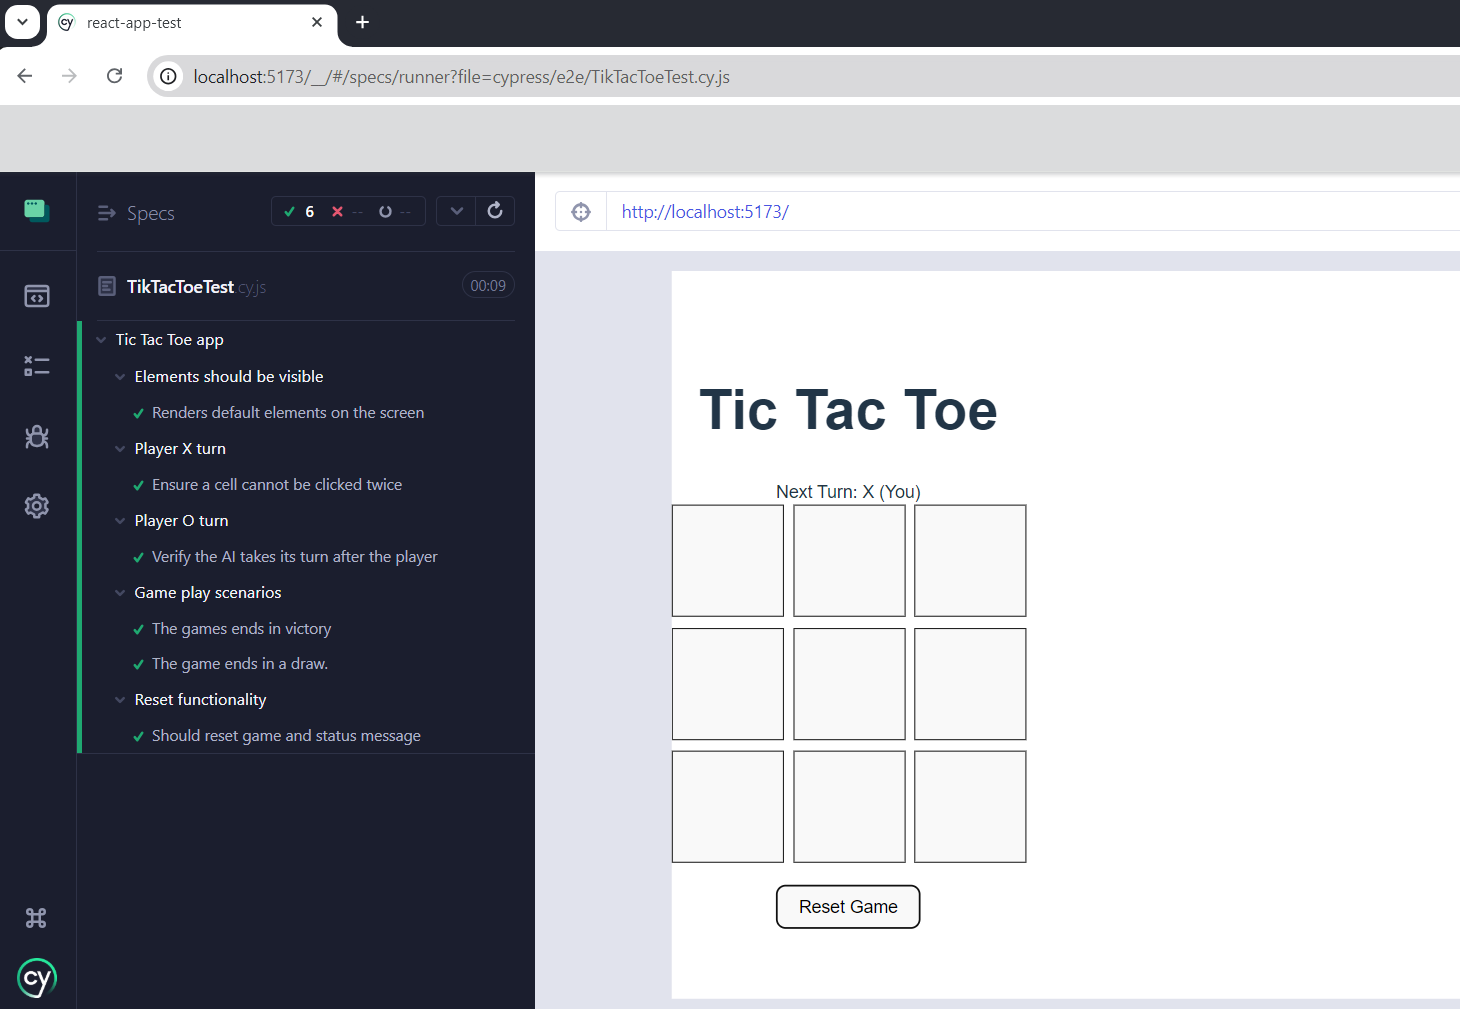 react-app-test
localhost:5173/__/#/specs/runner?file=cypress/e2e/TikTacToeTest.cy.js
Specs
6 -- --
http://localhost:5173/
TikTacToeTest cy.js
00:09
Tic Tac Toe app
Elements should be visible
Renders default elements on the screen
Player X turn
Ensure a cell cannot be clicked twice
Player O turn
Verify the AI takes its turn after the player
Game play scenarios
The games ends in victory
The game ends in a draw.
Reset functionality
Should reset game and status message
cy
Tic Tac Toe
Next Turn: X (You)
Reset Game